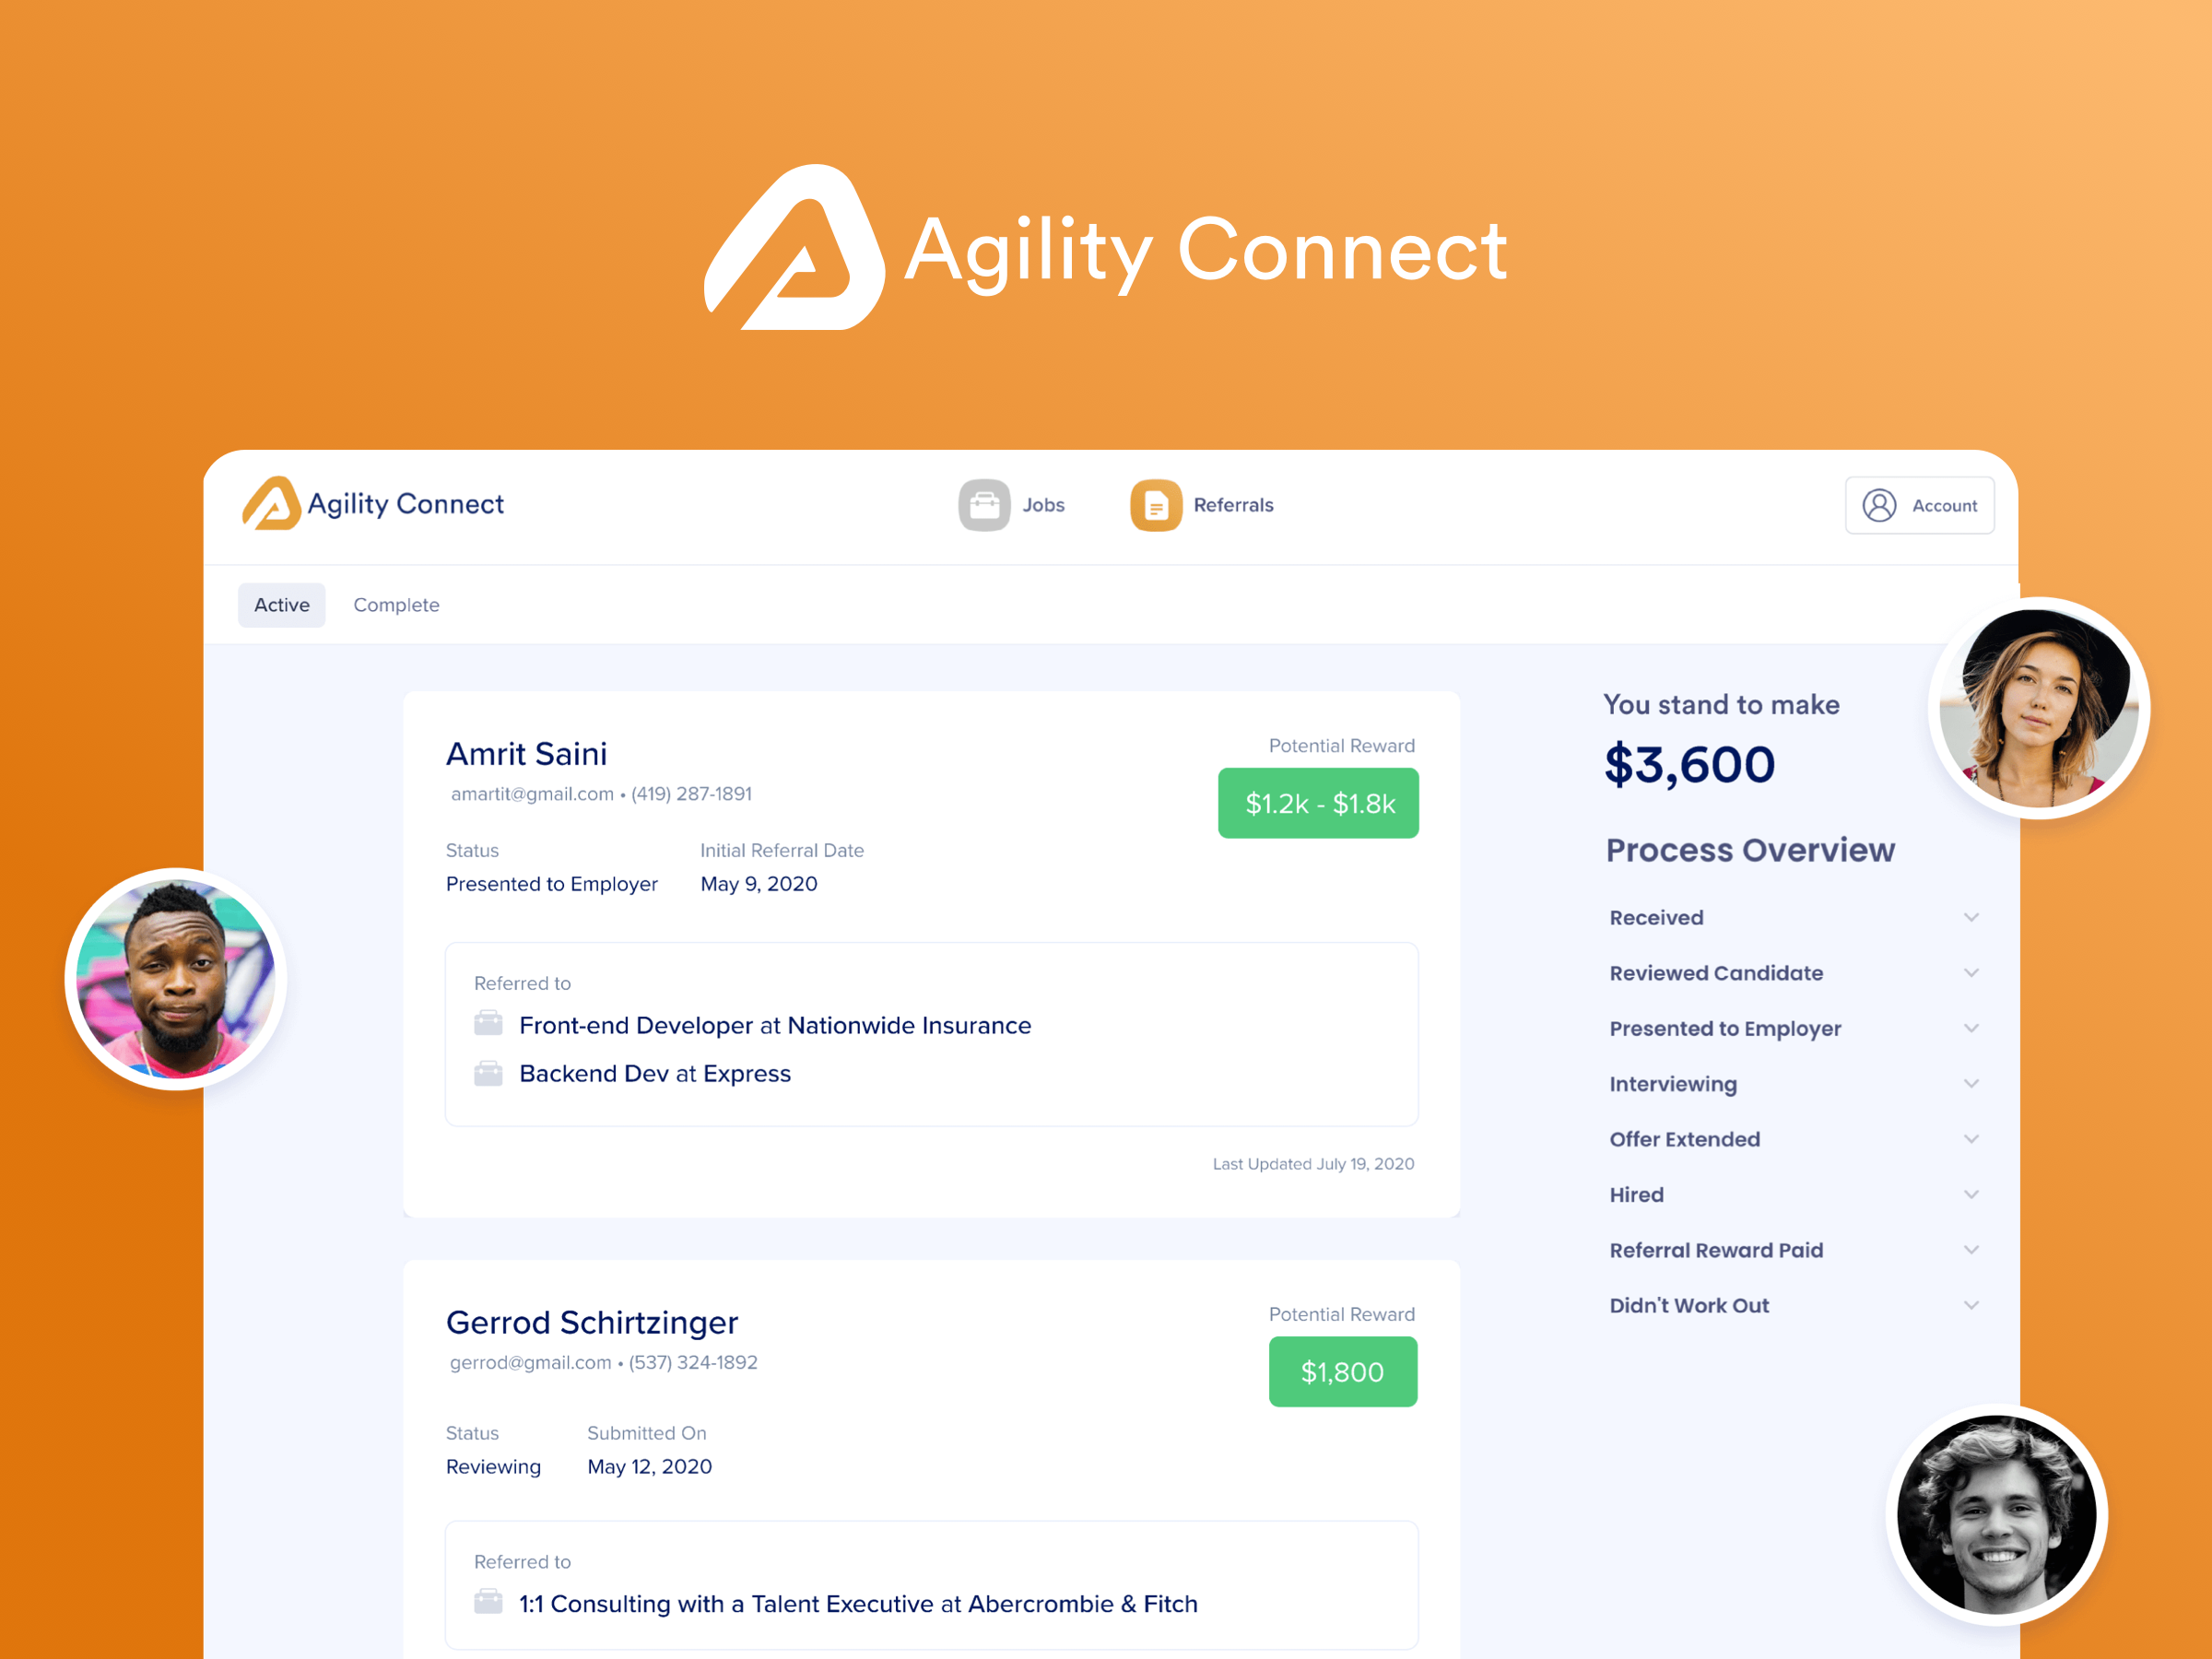 Agility Connect
Agility Connect
Jobs
Referrals
Account
Active
Complete
Amrit Saini
amartit@gmail.com • (419) 287-1891
Potential Reward
$1.2k - $1.8k
Status
Initial Referral Date
Presented to Employer
May 9, 2020
Referred to
Front-end Developer at Nationwide Insurance
Backend Dev at Express
Last Updated July 19, 2020
Gerrod Schirtzinger
gerrod@gmail.com • (537) 324-1892
Potential Reward
$1,800
Status
Submitted On
Reviewing
May 12, 2020
Referred to
1:1 Consulting with a Talent Executive at Abercrombie & Fitch
You stand to make
$3,600
Process Overview
Received
Reviewed Candidate
Presented to Employer
Interviewing
Offer Extended
Hired
Referral Reward Paid
Didn't Work Out